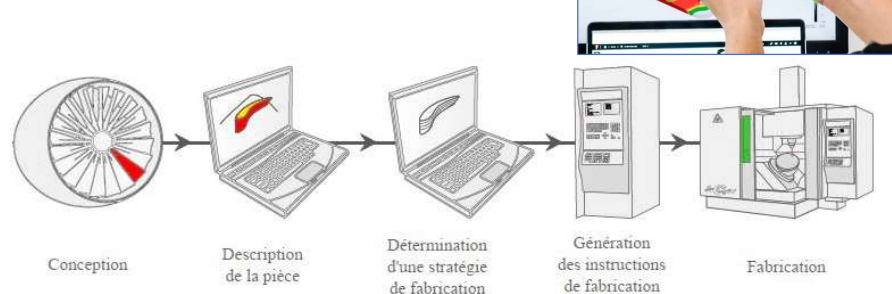 Conception
Description
de la pièce
Détermination
d'une stratégie
de fabrication
Génération
des instructions
de fabrication
Fabrication